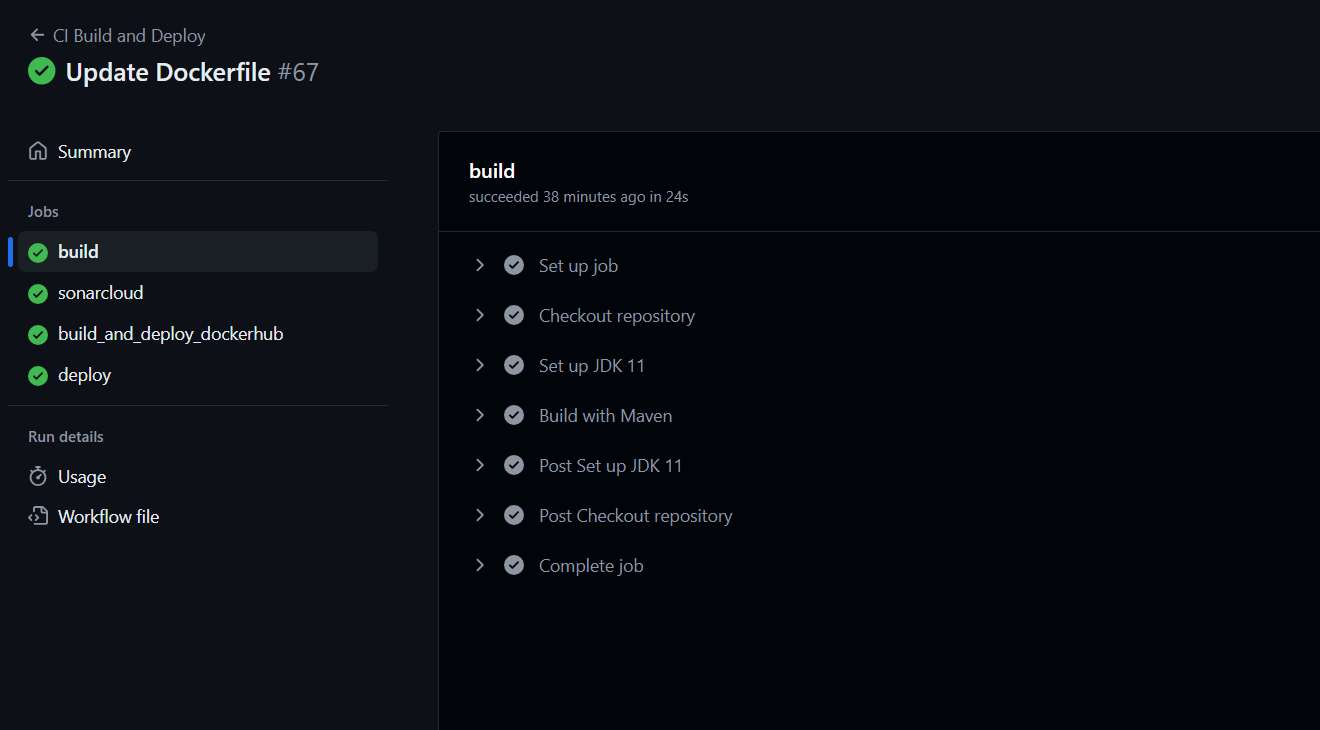 CI Build and Deploy
Update Dockerfile #67
Summary
Jobs
build
sonarcloud
build_and_deploy_dockerhub
deploy
Run details
Usage
Workflow file
build
succeeded 38 minutes ago in 24s
Set up job
Checkout repository
Set up JDK 11
Build with Maven
Post Set up JDK 11
Post Checkout repository
Complete job